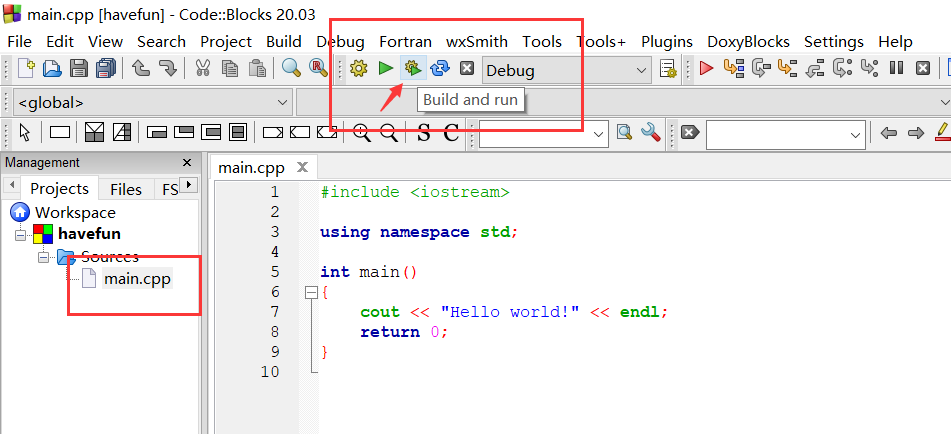 main.cpp [havefun] - Code::Blocks 20.03
File Edit View Search Project Build Debug Fortran wxSmith Tools Tools+ Plugins DoxyBlocks Settings Help
Debug
Build and run
<global>
S C
Management
main.cpp
Projects Files FS
Workspace
havefun
Sources
main.cpp
1 #include <iostream>
2
3 using namespace std;
4
5 int main()
6 {
7 cout << "Hello world!" << endl;
8 return 0;
9 }
10